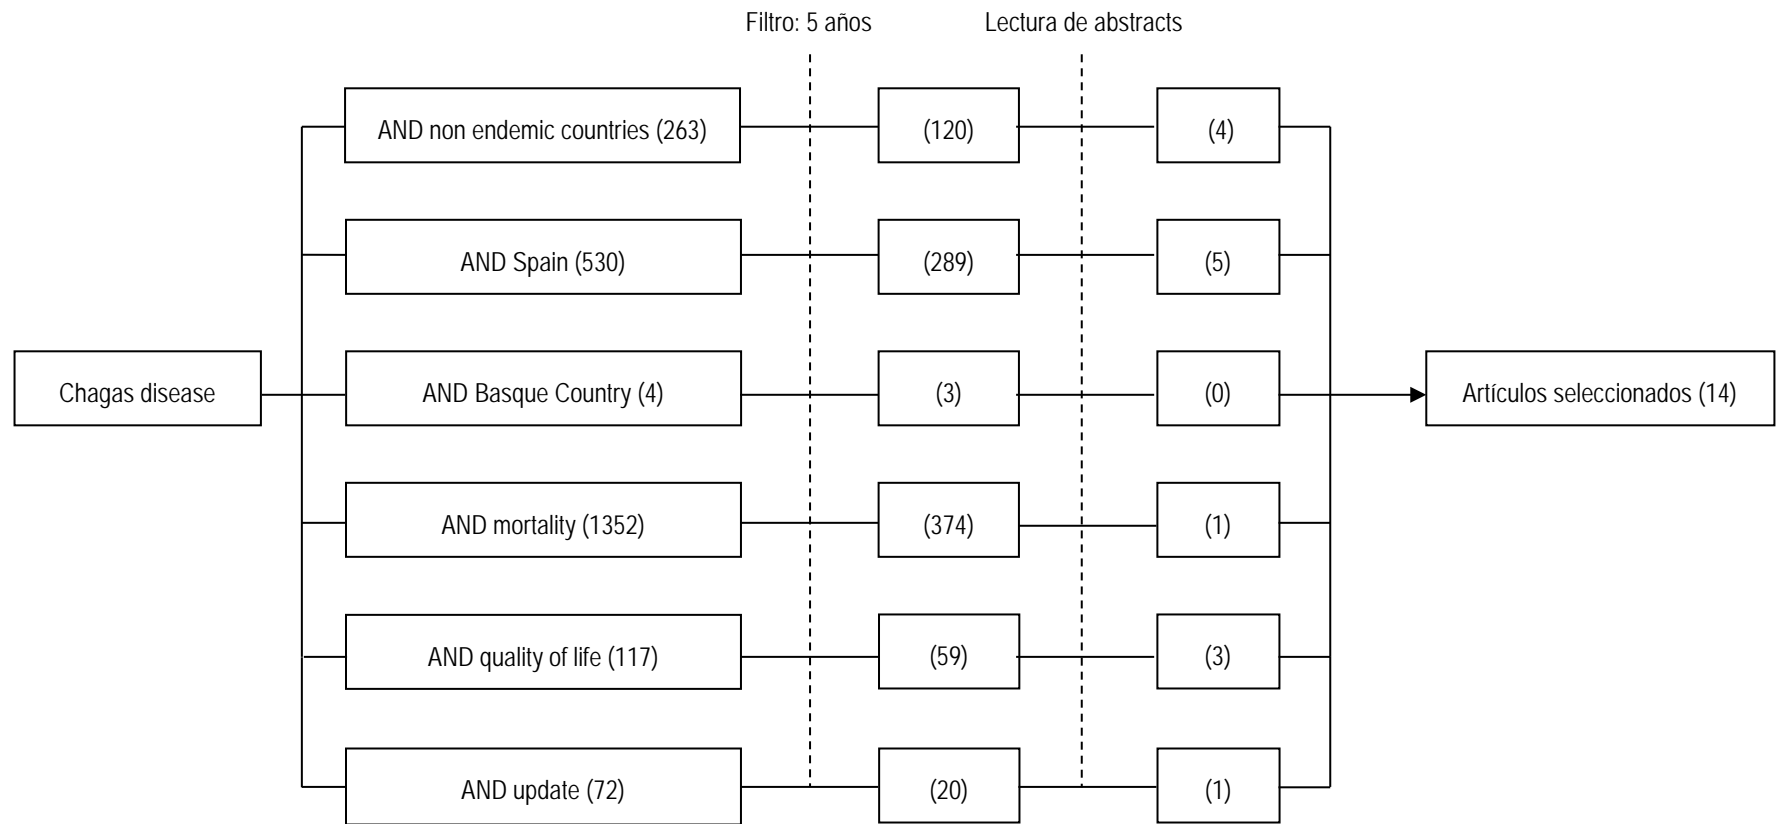 Filtro: 5 años
Lectura de abstracts
AND non endemic countries (263)
(120)
(4)
AND Spain (530)
(289)
(5)
Chagas disease
AND Basque Country (4)
(3)
(0)
Artículos seleccionados (14)
AND mortality (1352)
(374)
(1)
AND quality of life (117)
(59)
(3)
AND update (72)
(20)
(1)